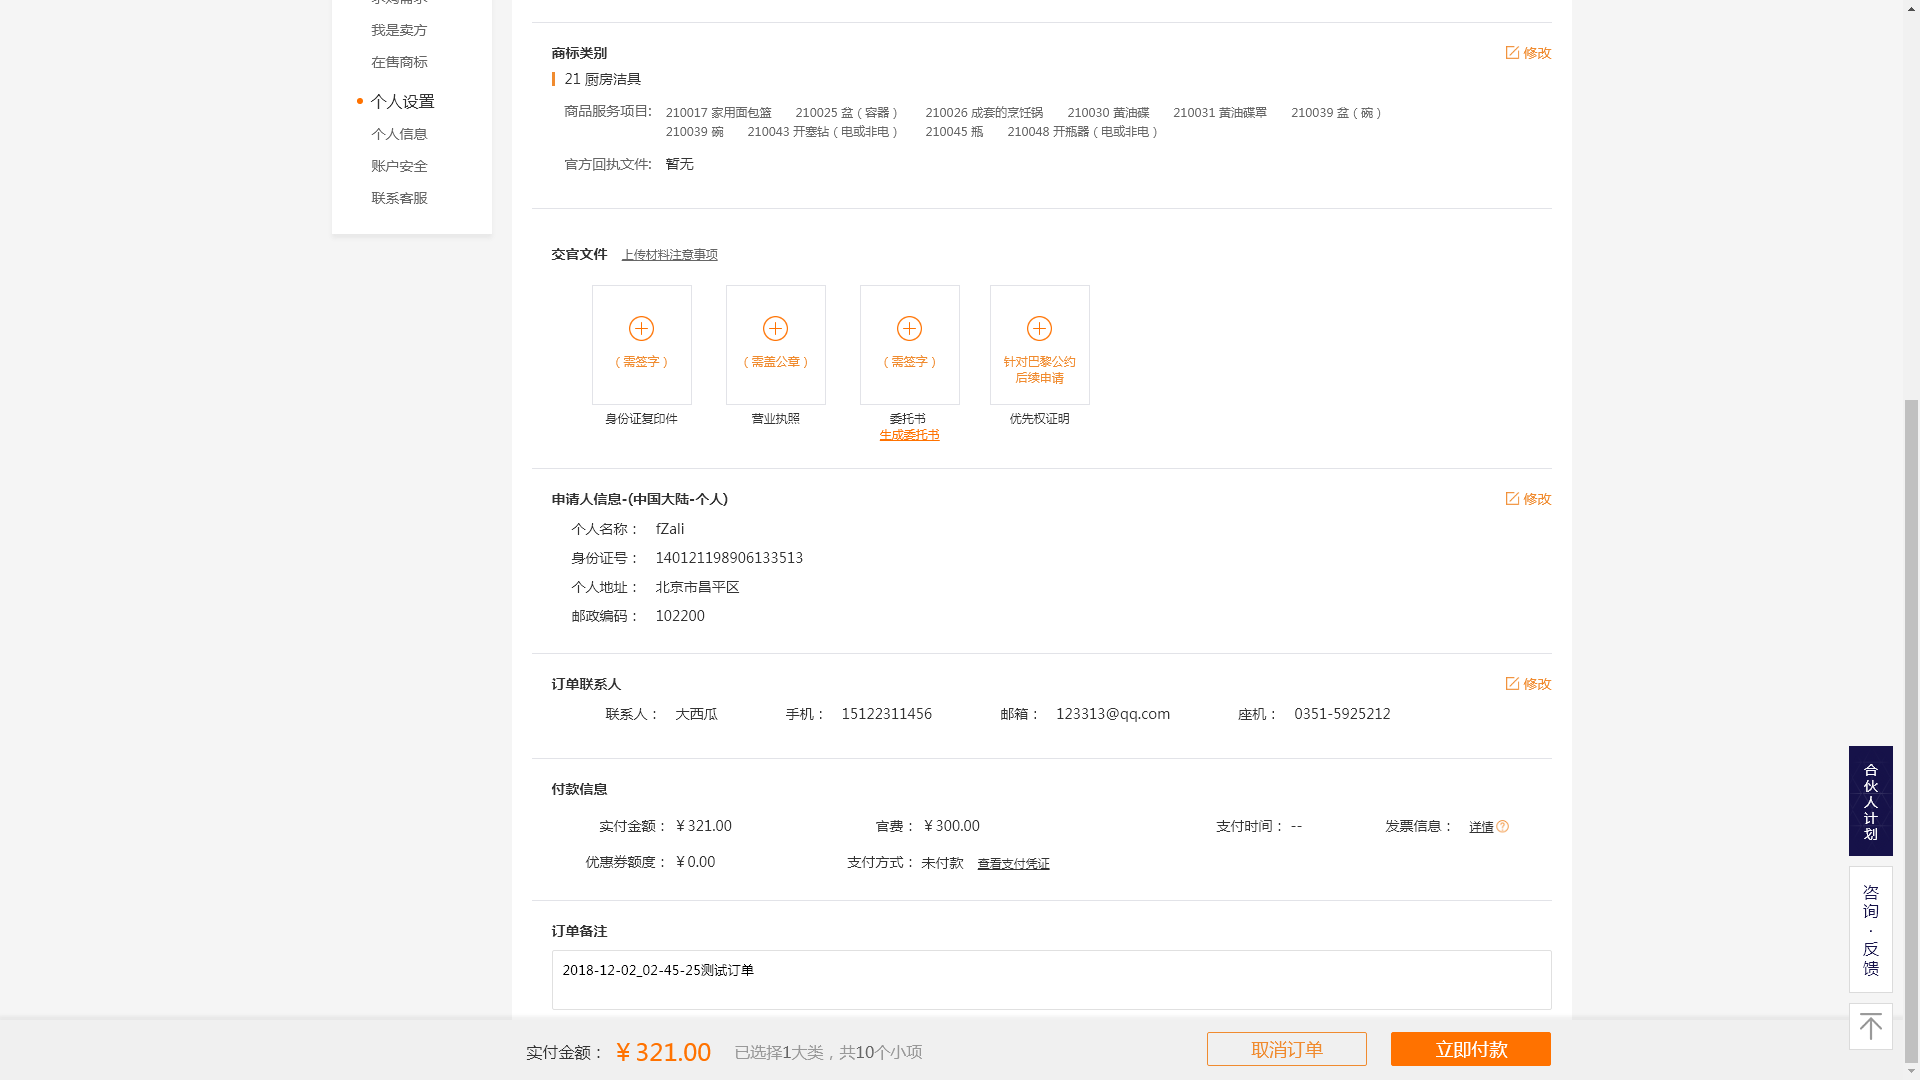 我是卖方
在售商标
个人设置
个人信息
账户安全
联系客服
商标类别
修改
21 厨房洁具
商品服务项目: 210017 家用面包篮 210025 盆（容器） 210026 成套的烹饪锅 210030 黄油碟 210031 黄油碟罩 210039 盆（碗）
210039 碗 210043 开塞钻（电或非电） 210045 瓶 210048 开瓶器（电或非电）
官方回执文件: 暂无
交官文件 上传材料注意事项
（需签字） （需盖公章） （需签字） 针对巴黎公约
后续申请
身份证复印件 营业执照 委托书 优先权证明
生成委托书
申请人信息-(中国大陆-个人)
修改
个人名称： fZali
身份证号： 140121198906133513
个人地址： 北京市昌平区
邮政编码： 102200
订单联系人
修改
联系人： 大西瓜 手机： 15122311456 邮箱： 123313@qq.com 座机： 0351-5925212
付款信息
实付金额： ¥321.00 官费： ¥300.00 支付时间： -- 发票信息： 详情
优惠券额度： ¥0.00 支付方式： 未付款 查看支付凭证
订单备注
2018-12-02_02-45-25测试订单
实付金额： ¥321.00 已选择1大类，共10个小项
取消订单
立即付款
合伙人计划
咨询·反馈